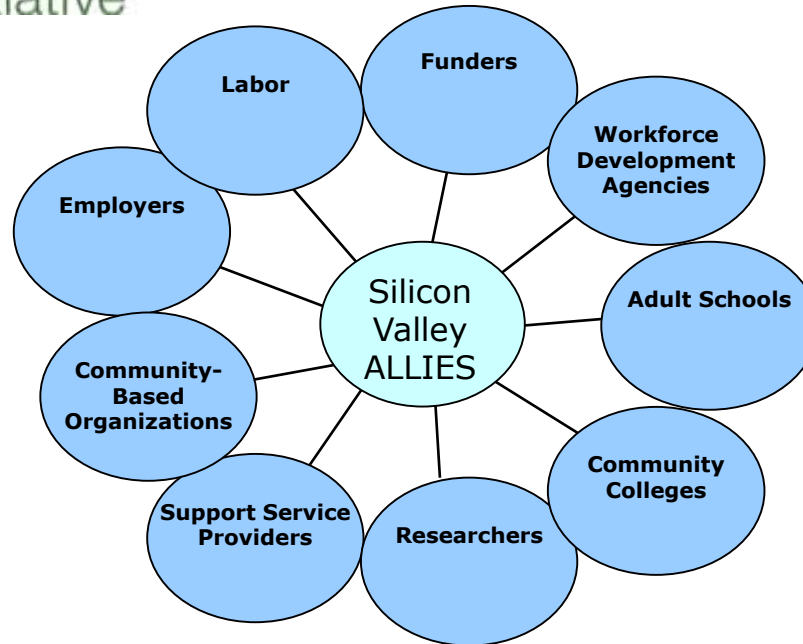 Funders
Labor
Workforce
Development
Agencies
Employers
Adult Schools
Silicon
Valley
ALLIES
Community-
Based
Organizations
Community
Colleges
Support Service
Providers
Researchers